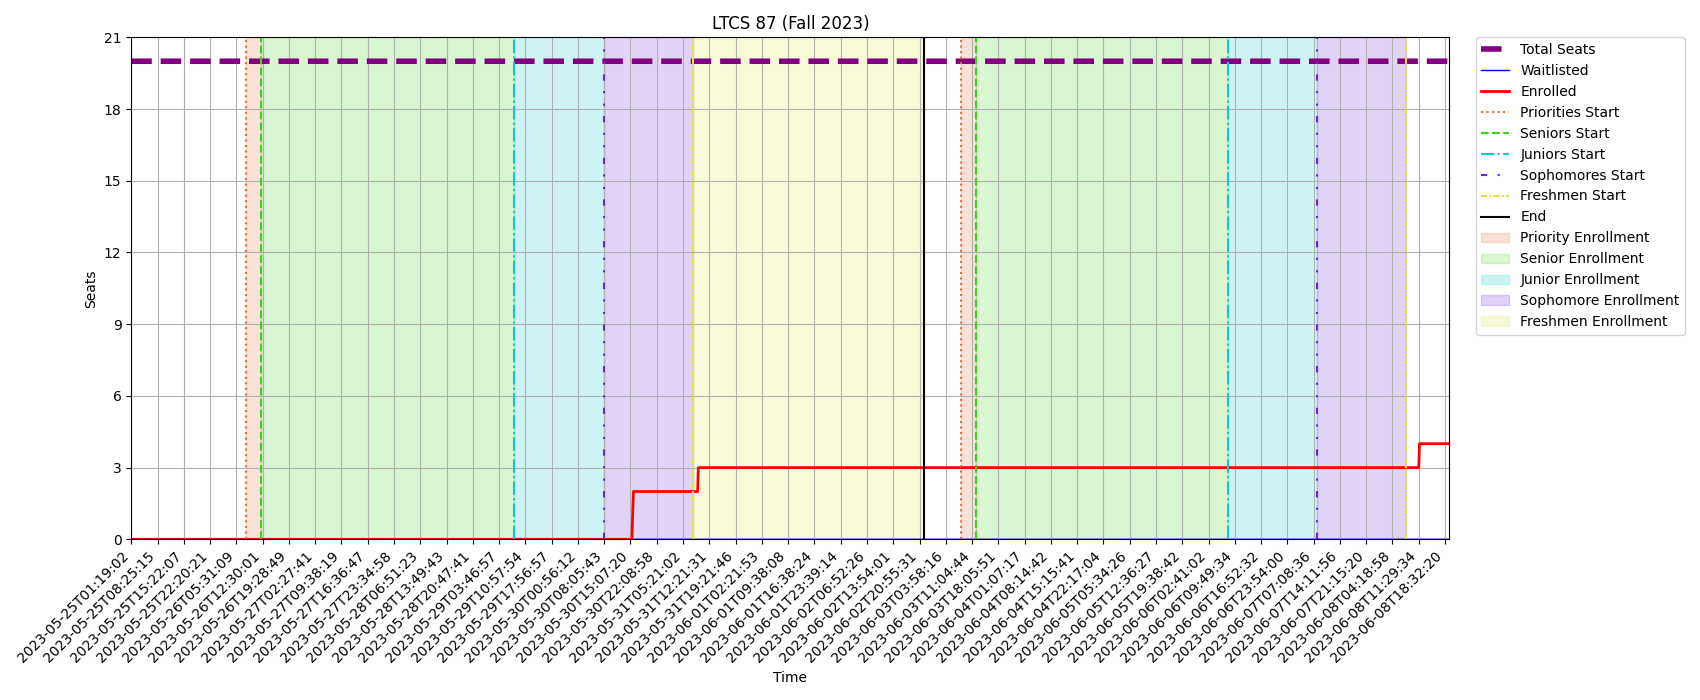 LTCS 87 (Fall 2023)
21
18
15
12
9
6
3
0
Seats
2023-05-25T01:19:02
2023-05-25T08:25:15
2023-05-25T15:22:07
2023-05-25T22:20:21
2023-05-26T05:31:09
2023-05-26T12:30:01
2023-05-26T19:28:49
2023-05-27T02:27:41
2023-05-27T09:38:19
2023-05-27T16:36:47
2023-05-27T23:34:58
2023-05-28T06:51:23
2023-05-28T13:49:43
2023-05-28T20:47:41
2023-05-29T03:46:57
2023-05-29T10:57:54
2023-05-29T17:56:57
2023-05-30T00:56:12
2023-05-30T08:05:43
2023-05-30T15:07:20
2023-05-30T22:08:58
2023-05-31T05:21:02
2023-05-31T12:21:31
2023-05-31T19:21:46
2023-06-01T02:21:53
2023-06-01T09:38:08
2023-06-01T16:38:24
2023-06-01T23:39:14
2023-06-02T06:52:26
2023-06-02T13:54:01
2023-06-02T20:55:31
2023-06-03T03:58:16
2023-06-03T11:04:44
2023-06-03T18:05:51
2023-06-04T01:07:17
2023-06-04T08:14:42
2023-06-04T15:15:41
2023-06-04T22:17:04
2023-06-05T05:34:26
2023-06-05T12:36:27
2023-06-05T19:38:42
2023-06-06T02:41:02
2023-06-06T09:49:34
2023-06-06T16:52:32
2023-06-06T23:54:00
2023-06-07T07:08:36
2023-06-07T14:11:56
2023-06-07T21:15:20
2023-06-08T04:18:58
2023-06-08T11:29:34
2023-06-08T18:32:20
Time
Total Seats
Waitlisted
Enrolled
Priorities Start
Seniors Start
Juniors Start
Sophomores Start
Freshmen Start
End
Priority Enrollment
Senior Enrollment
Junior Enrollment
Sophomore Enrollment
Freshmen Enrollment